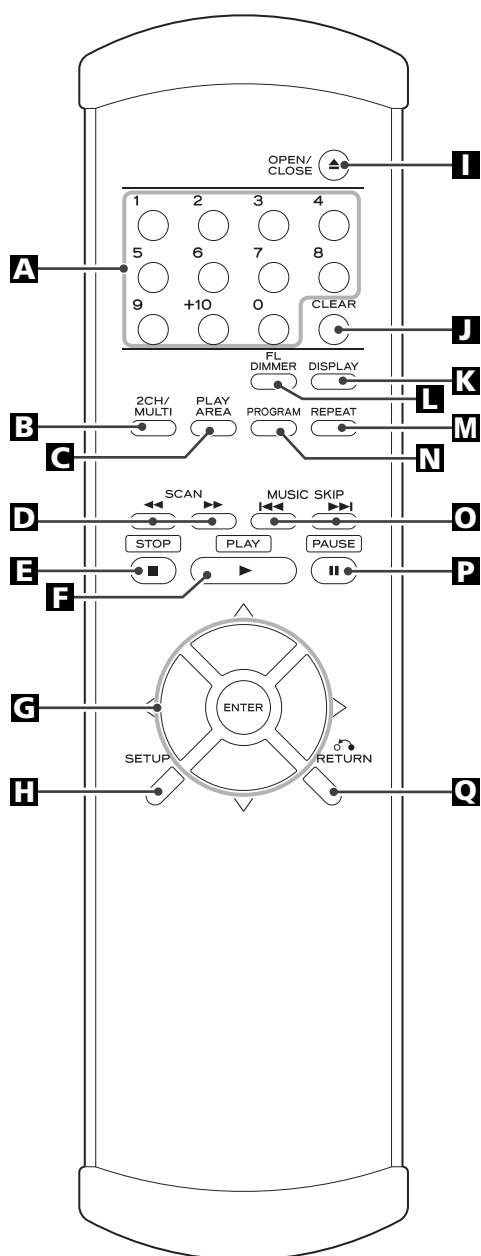 OPEN/
CLOSE
I
1 2 3 4
A
5 6 7 8
9 +10 0 CLEAR
J
FL
DIMMER DISPLAY
K
L
2CH/
MULTI PLAY
AREA PROGRAM REPEAT
B
M
C
N
SCAN MUSIC SKIP
D
O
STOP PLAY PAUSE
E
P
F
G
ENTER
SETUP RETURN
H
Q